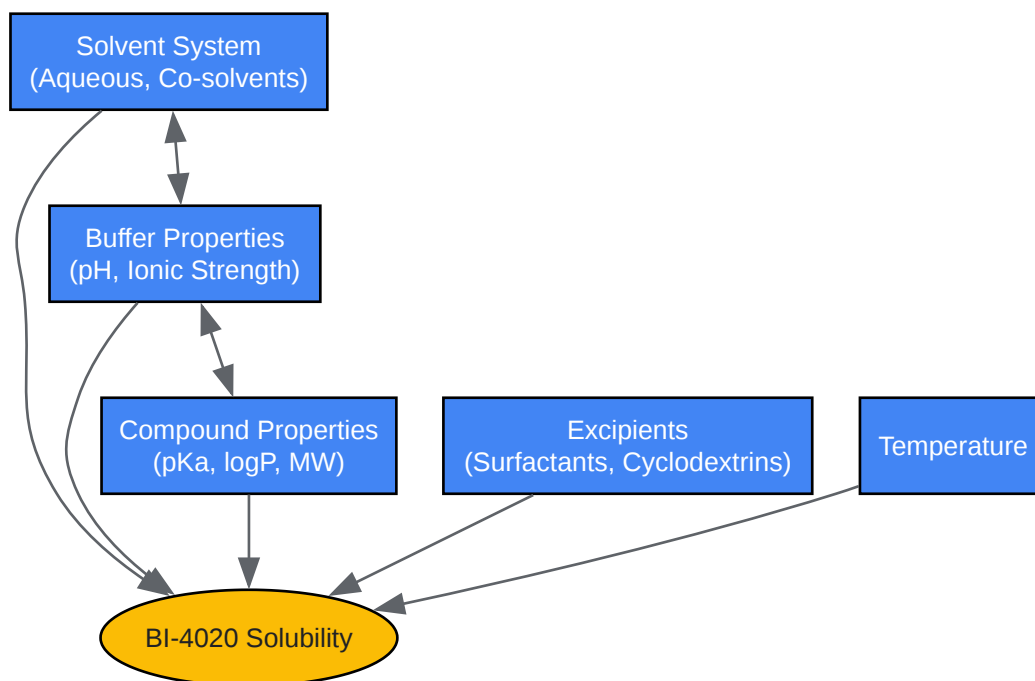 Solvent System
(Aqueous, Co-solvents)
Buffer Properties
(pH, Ionic Strength)
Compound Properties
(pKa, logP, MW)
Excipients
(Surfactants, Cyclodextrins)
Temperature
BI-4020 Solubility